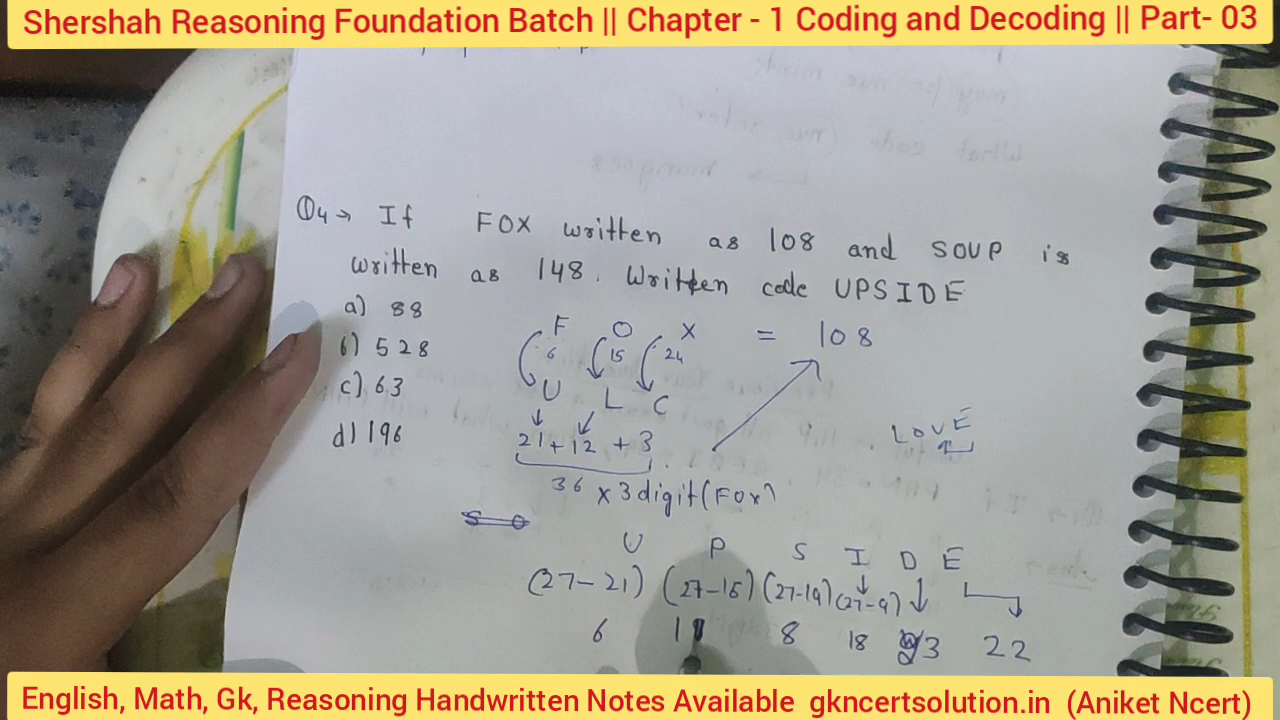 Shershah Reasoning Foundation Batch || Chapter - 1 Coding and Decoding || Part- 03
Q4→ If FOX written as 108 and SOUP is
written as 148. Written code UPSIDE
a) 88
b) 528
c) 63
d) 196
F O X = 108
6 15 24
U L C
21 + 12 + 3
36 x 3 digit (FOX)
LOVE
S O
U P S I D E
(27-21) (27-16) (27-19) (27-9)
6 11 8 18 23 22
English, Math, Gk, Reasoning Handwritten Notes Available gkncertsolution.in (Aniket Ncert)